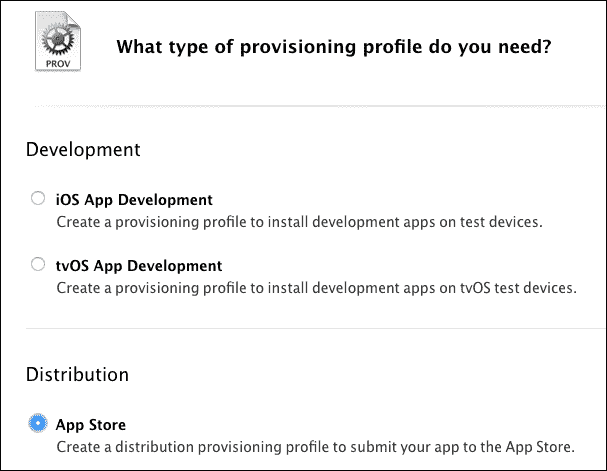 PROV
What type of provisioning profile do you need?
Development
iOS App Development
Create a provisioning profile to install development apps on test devices.
tvOS App Development
Create a provisioning profile to install development apps on tvOS test devices.
Distribution
App Store
Create a distribution provisioning profile to submit your app to the App Store.